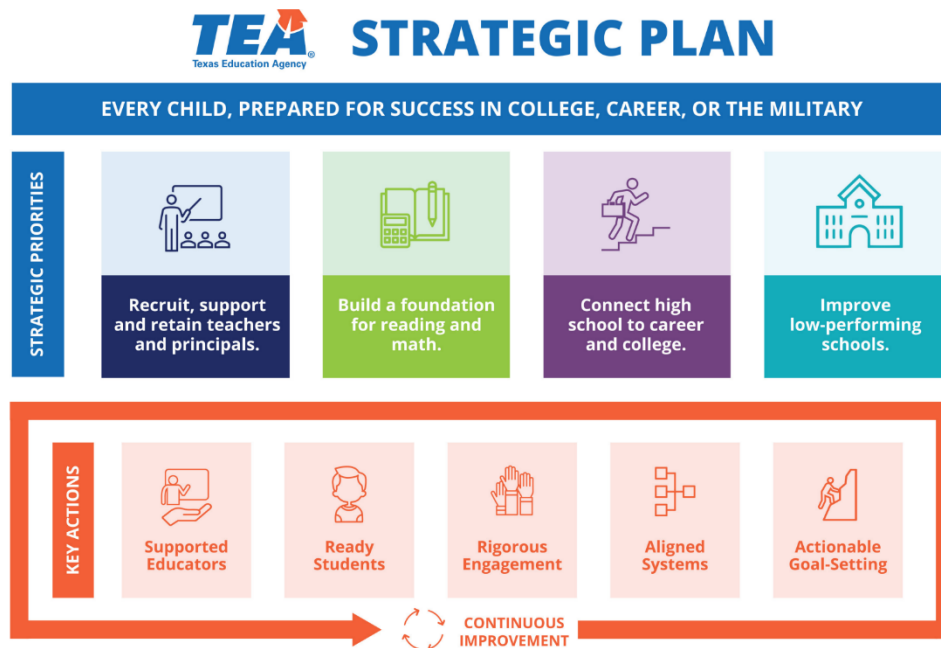 TEA®
Texas Education Agency
STRATEGIC PLAN
EVERY CHILD, PREPARED FOR SUCCESS IN COLLEGE, CAREER, OR THE MILITARY
STRATEGIC PRIORITIES
Recruit, support
and retain teachers
and principals.
Build a foundation
for reading and
math.
Connect high
school to career
and college.
Improve
low-performing
schools.
KEY ACTIONS
Supported
Educators
Ready
Students
Rigorous
Engagement
Aligned
Systems
Actionable
Goal-Setting
CONTINUOUS
IMPROVEMENT